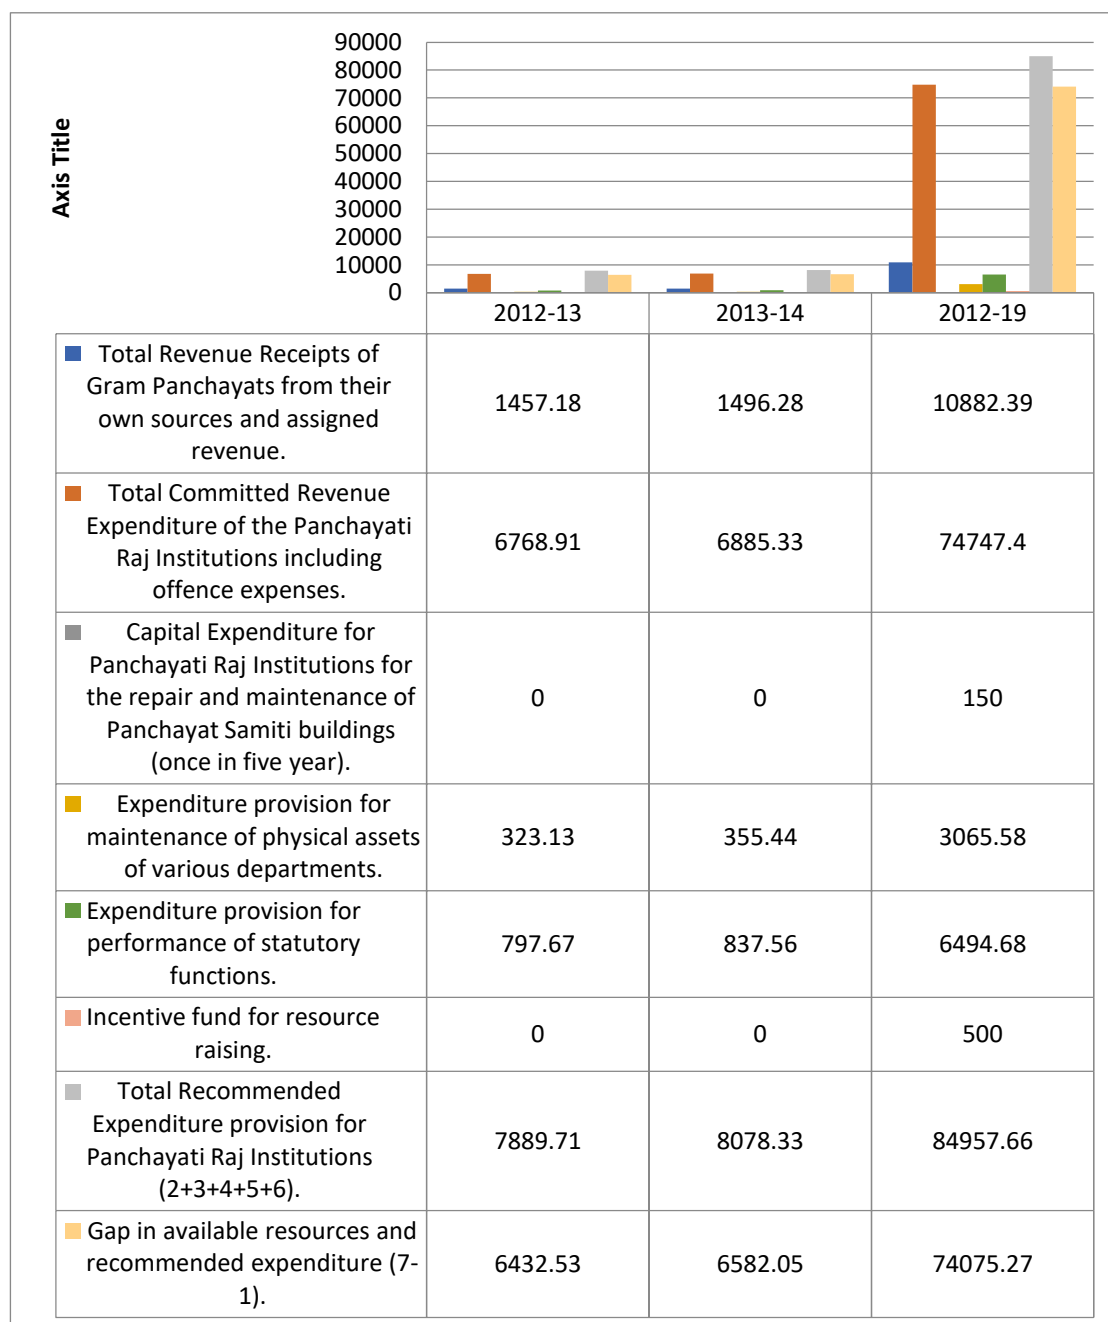 90000
80000
70000
60000
50000
40000
30000
20000
10000
0
Axis Title
2012-13 2013-14 2012-19
Total Revenue Receipts of
Gram Panchayats from their
own sources and assigned
revenue.
1457.18 1496.28 10882.39
Total Committed Revenue
Expenditure of the Panchayati
Raj Institutions including
offence expenses.
6768.91 6885.33 74747.4
Capital Expenditure for
Panchayati Raj Institutions for
the repair and maintenance of
Panchayat Samiti buildings
(once in five year).
0 0 150
Expenditure provision for
maintenance of physical assets
of various departments.
323.13 355.44 3065.58
Expenditure provision for
performance of statutory
functions.
797.67 837.56 6494.68
Incentive fund for resource
raising.
0 0 500
Total Recommended
Expenditure provision for
Panchayati Raj Institutions
(2+3+4+5+6).
7889.71 8078.33 84957.66
Gap in available resources and
recommended expenditure (7-
1).
6432.53 6582.05 74075.27